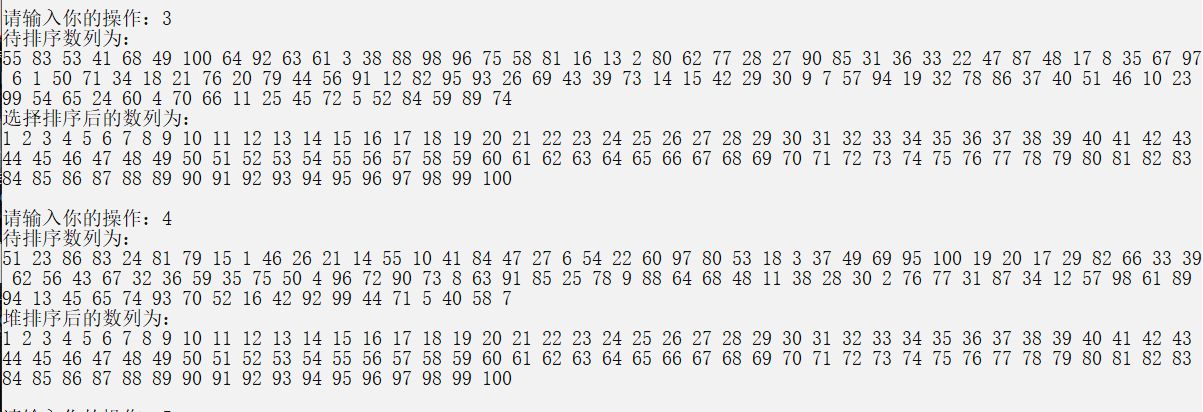 请输入你的操作：3
待排序数列为：
55 83 53 41 68 49 100 64 92 63 61 3 38 88 98 96 75 58 81 16 13 2 80 62 77 28 27 90 85 31 36 33 22 47 87 48 17 8 35 67 97
6 1 50 71 34 18 21 76 20 79 44 56 91 12 82 95 93 26 69 43 39 73 14 15 42 29 30 9 7 57 94 19 32 78 86 37 40 51 46 10 23
99 54 65 24 60 4 70 66 11 25 45 72 5 52 84 59 89 74
选择排序后的数列为：
1 2 3 4 5 6 7 8 9 10 11 12 13 14 15 16 17 18 19 20 21 22 23 24 25 26 27 28 29 30 31 32 33 34 35 36 37 38 39 40 41 42 43
44 45 46 47 48 49 50 51 52 53 54 55 56 57 58 59 60 61 62 63 64 65 66 67 68 69 70 71 72 73 74 75 76 77 78 79 80 81 82 83
84 85 86 87 88 89 90 91 92 93 94 95 96 97 98 99 100
请输入你的操作：4
待排序数列为：
51 23 86 83 24 81 79 15 1 46 26 21 14 55 10 41 84 47 27 6 54 22 60 97 80 53 18 3 37 49 69 95 100 19 20 17 29 82 66 33 39
62 56 43 67 32 36 59 35 75 50 4 96 72 90 73 8 63 91 85 25 78 9 88 64 68 48 11 38 28 30 2 76 77 31 87 34 12 57 98 61 89
94 13 45 65 74 93 70 52 16 42 92 99 44 71 5 40 58 7
堆排序后的数列为：
1 2 3 4 5 6 7 8 9 10 11 12 13 14 15 16 17 18 19 20 21 22 23 24 25 26 27 28 29 30 31 32 33 34 35 36 37 38 39 40 41 42 43
44 45 46 47 48 49 50 51 52 53 54 55 56 57 58 59 60 61 62 63 64 65 66 67 68 69 70 71 72 73 74 75 76 77 78 79 80 81 82 83
84 85 86 87 88 89 90 91 92 93 94 95 96 97 98 99 100